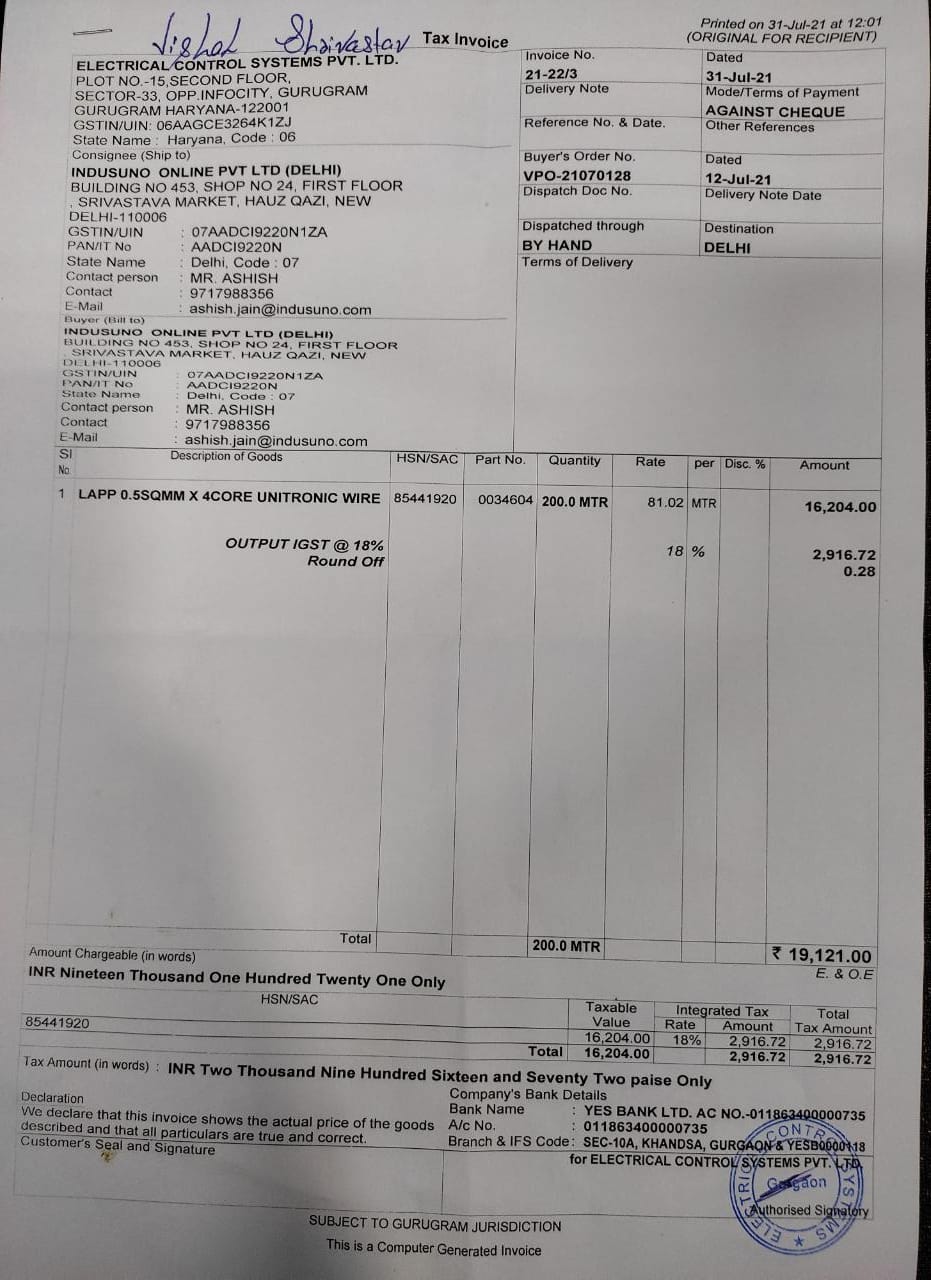 Vishal Shrivastav
Tax Invoice
Printed on 31-Jul-21 at 12:01
(ORIGINAL FOR RECIPIENT)
ELECTRICAL CONTROL SYSTEMS PVT. LTD.
PLOT NO.-15,SECOND FLOOR,
SECTOR-33, OPP.INFOCITY, GURUGRAM
GURUGRAM HARYANA-122001
GSTIN/UIN: 06AAGCE3264K1ZJ
State Name : Haryana, Code : 06
Invoice No.
21-22/3
Dated
31-Jul-21
Delivery Note
Mode/Terms of Payment
AGAINST CHEQUE
Reference No. & Date.
Other References
Buyer's Order No.
VPO-21070128
Dated
12-Jul-21
Dispatch Doc No.
Delivery Note Date
Dispatched through
BY HAND
Destination
DELHI
Terms of Delivery
Consignee (Ship to)
INDUSUNO ONLINE PVT LTD (DELHI)
BUILDING NO 453, SHOP NO 24, FIRST FLOOR
, SRIVASTAVA MARKET, HAUZ QAZI, NEW
DELHI-110006
GSTIN/UIN : 07AADCI9220N1ZA
PAN/IT No : AADCI9220N
State Name : Delhi, Code : 07
Contact person : MR. ASHISH
Contact : 9717988356
E-Mail : ashish.jain@indusuno.com
Buyer (Bill to)
INDUSUNO ONLINE PVT LTD (DELHI)
BUILDING NO 453, SHOP NO 24, FIRST FLOOR
, SRIVASTAVA MARKET, HAUZ QAZI, NEW
DELHI-110006
GSTIN/UIN : 07AADCI9220N1ZA
PAN/IT No : AADCI9220N
State Name : Delhi, Code : 07
Contact person : MR. ASHISH
Contact : 9717988356
E-Mail : ashish.jain@indusuno.com
Sl No. Description of Goods HSN/SAC Part No. Quantity Rate per Disc. % Amount
1 LAPP 0.5SQMM X 4CORE UNITRONIC WIRE 85441920 0034604 200.0 MTR 81.02 MTR 16,204.00
OUTPUT IGST @ 18% 18 % 2,916.72
Round Off 0.28
Total 200.0 MTR ₹ 19,121.00
Amount Chargeable (in words) E. & O.E
INR Nineteen Thousand One Hundred Twenty One Only
HSN/SAC Taxable Value Integrated Tax Rate Amount Total Tax Amount
85441920 16,204.00 18% 2,916.72 2,916.72
Total 16,204.00 2,916.72 2,916.72
Tax Amount (in words) : INR Two Thousand Nine Hundred Sixteen and Seventy Two paise Only
Declaration
We declare that this invoice shows the actual price of the goods
described and that all particulars are true and correct.
Company's Bank Details
Bank Name : YES BANK LTD. AC NO.-011863400000735
A/c No. : 011863400000735
Branch & IFS Code : SEC-10A, KHANDSA, GURGAON & YESB0000118
Customer's Seal and Signature
for ELECTRICAL CONTROL SYSTEMS PVT. LTD.
ELECTRICAL CONTROL SYSTEMS
Gurgaon
Authorised Signatory
SUBJECT TO GURUGRAM JURISDICTION
This is a Computer Generated Invoice